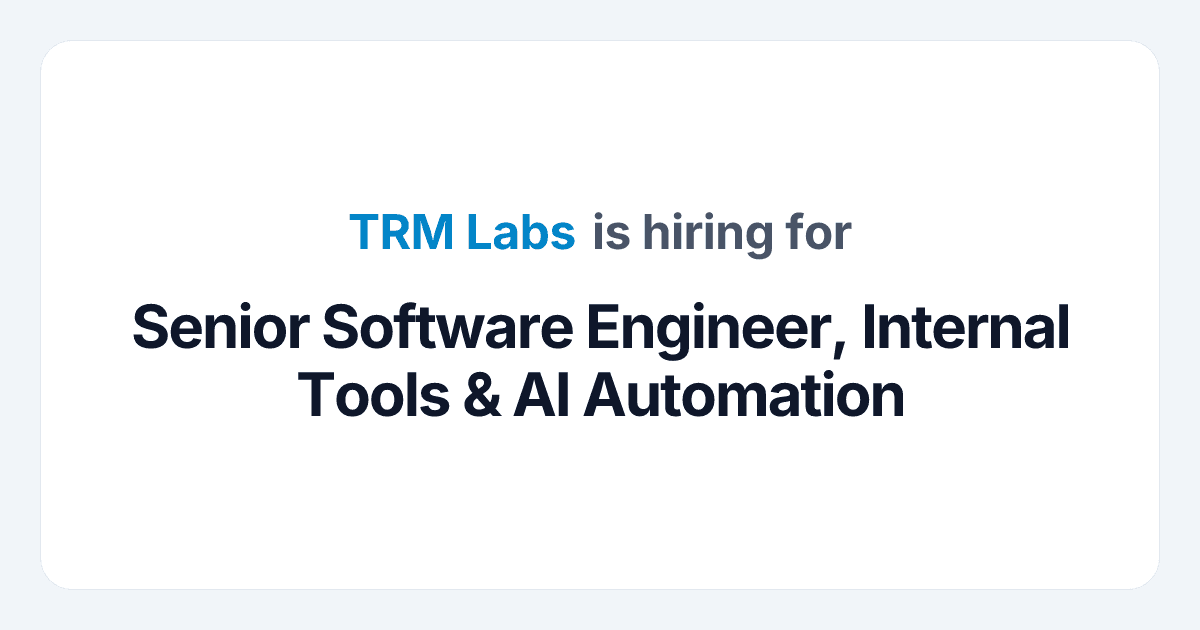 TRM Labs is hiring for
Senior Software Engineer, Internal
Tools & AI Automation